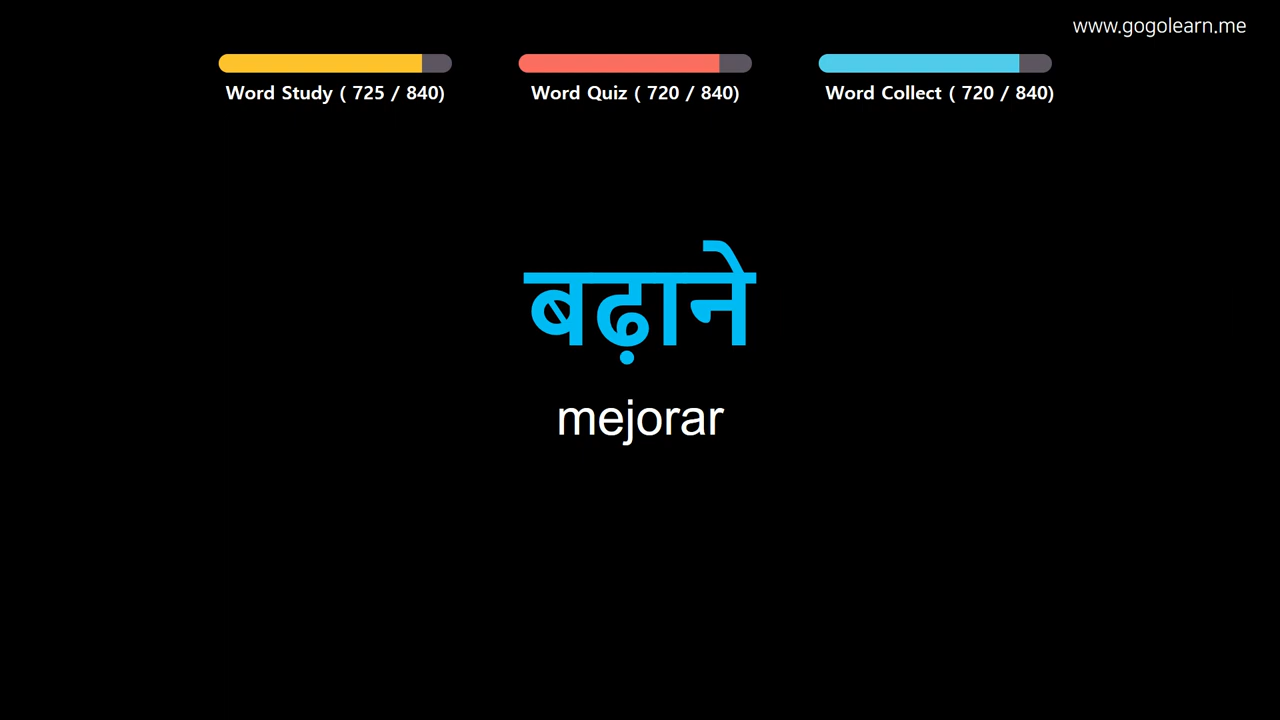 www.gogolearn.me
Word Study ( 725 / 840)
Word Quiz ( 720 / 840)
Word Collect ( 720 / 840)
बढ़ाने
mejorar